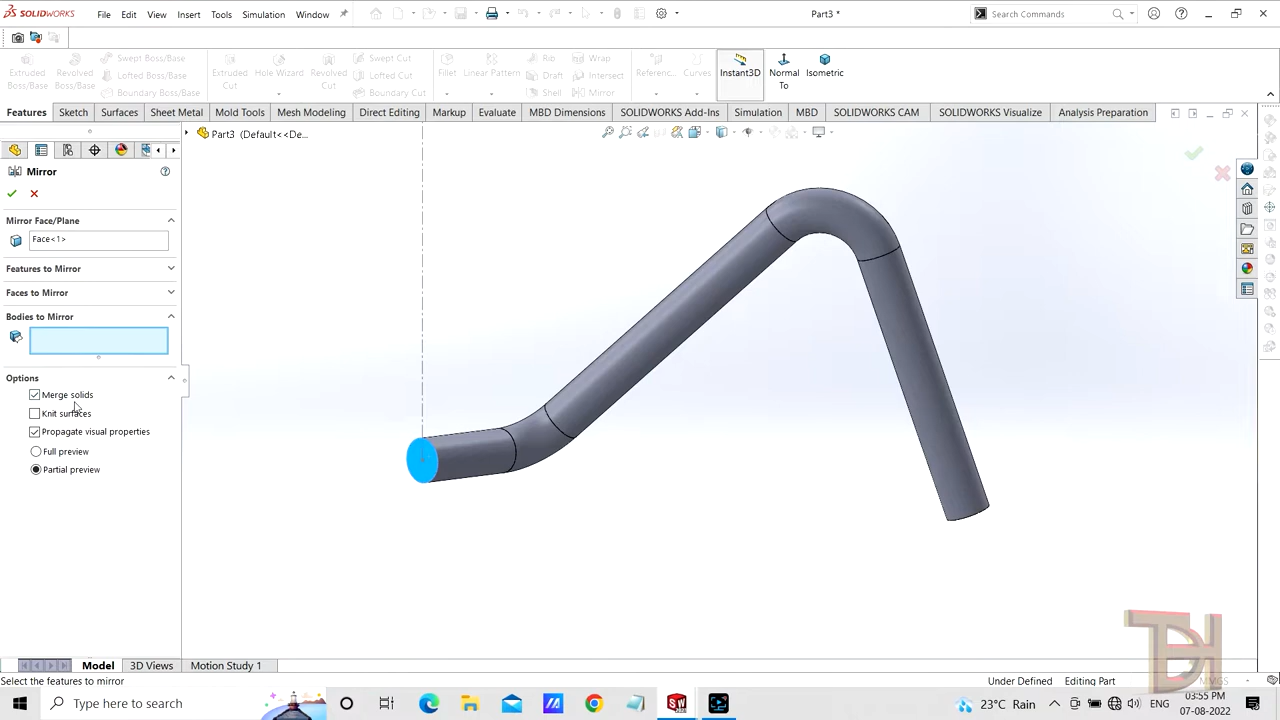 SOLIDWORKS
File Edit View Insert Tools Simulation Window
Part3 *
Search Commands
Extruded Boss/Base
Revolved Boss/Base
Swept Boss/Base
Lofted Boss/Base
Boundary Boss/Base
Extruded Cut
Hole Wizard
Revolved Cut
Swept Cut
Lofted Cut
Boundary Cut
Fillet
Linear Pattern
Rib
Draft
Wrap
Intersect
Mirror
Referenc...
Curves
Instant3D
Normal To
Isometric
Features Sketch Surfaces Sheet Metal Mold Tools Mesh Modeling Direct Editing Markup Evaluate MBD Dimensions SOLIDWORKS Add-Ins Simulation MBD SOLIDWORKS CAM SOLIDWORKS Visualize Analysis Preparation
Part3 (Default<<De...
Mirror
Mirror Face/Plane
Face<1>
Features to Mirror
Faces to Mirror
Bodies to Mirror
Options
Merge solids
Knit surfaces
Propagate visual properties
Full preview
Partial preview
Model 3D Views Motion Study 1
Select the features to mirror
Under Defined Editing Part MMGS
Type here to search
23°C Rain
ENG
03:55 PM
07-08-2022